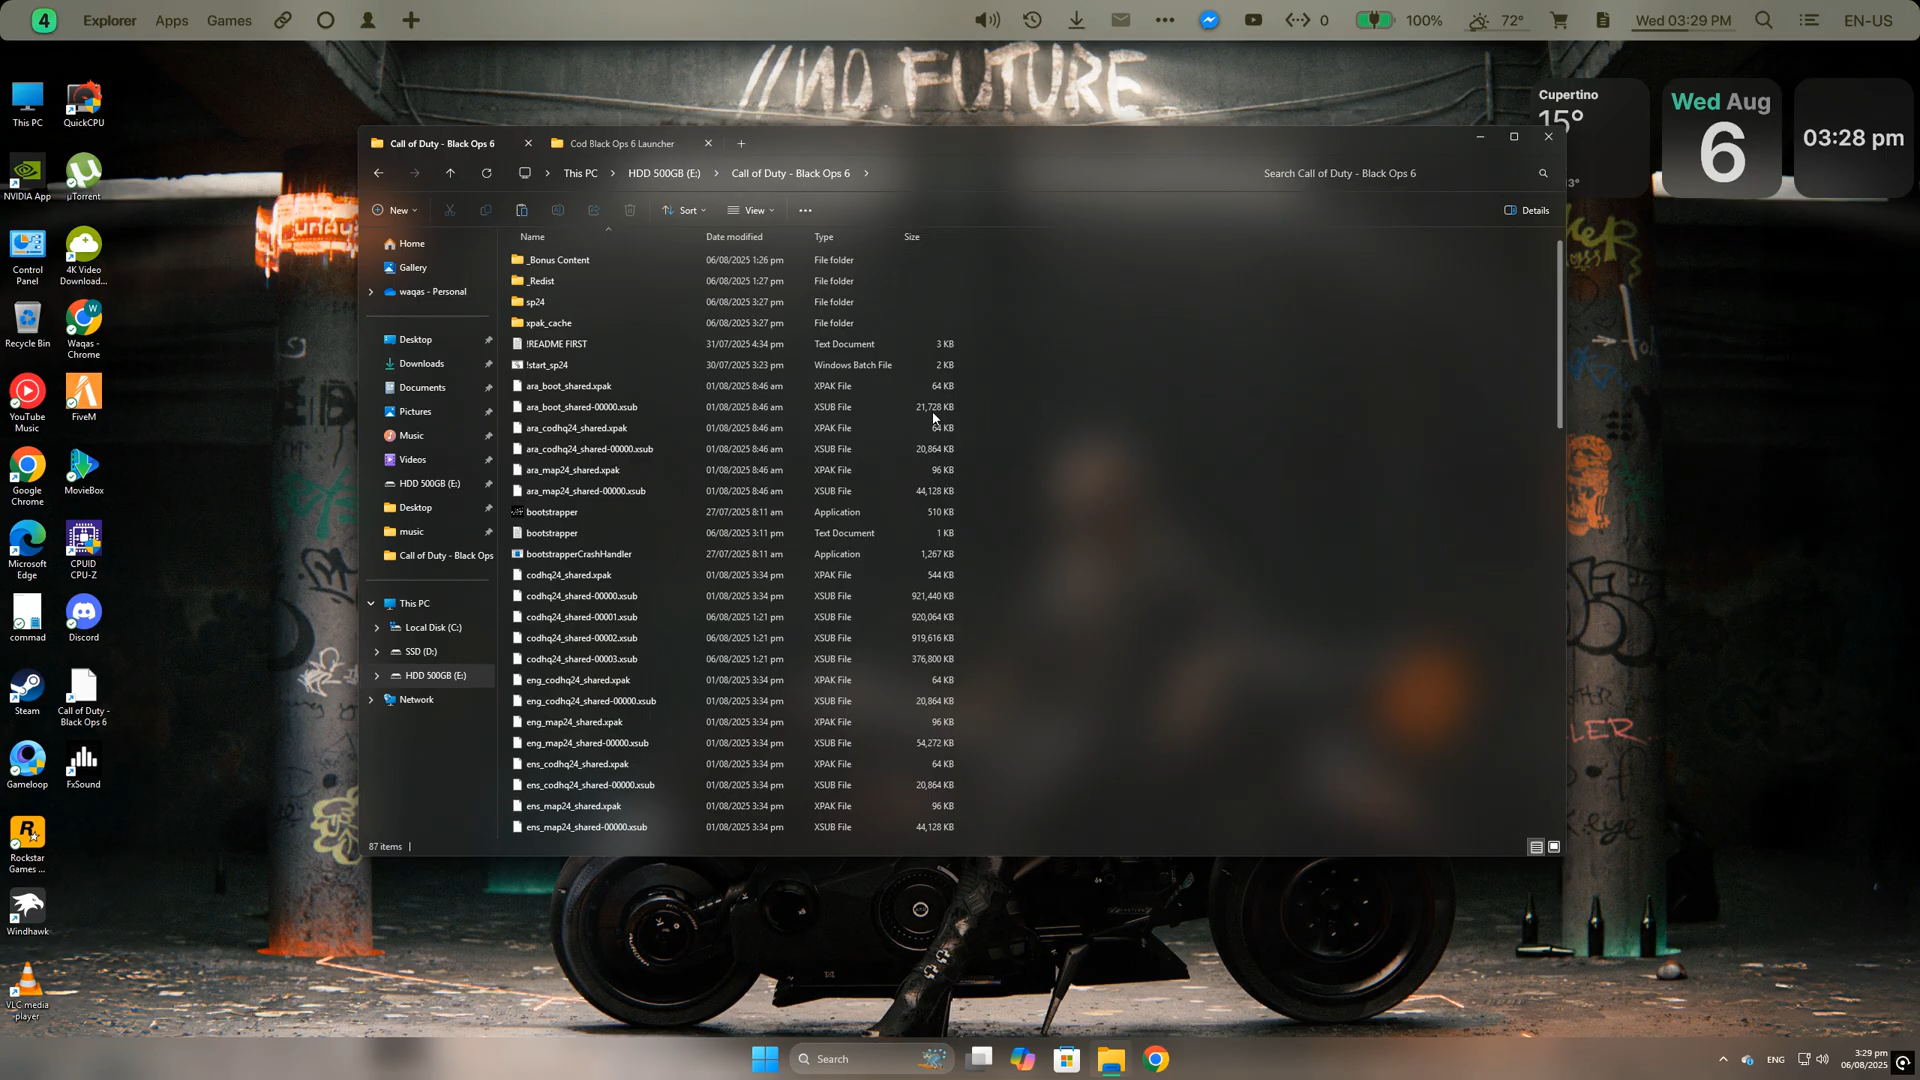 4 Explorer Apps Games
0 100% 72° Wed 03:29 PM EN-US
//NO FUTURE
This PC
QuickCPU
NVIDIA App
µTorrent
Control Panel
4K Video Download...
Recycle Bin
Waqas - Chrome
YouTube Music
FiveM
Google Chrome
MovieBox
Microsoft Edge
CPUID CPU-Z
commad
Discord
Steam
Call of Duty - Black Ops 6
Gameloop
FxSound
Rockstar Games ...
Windhawk
VLC media player
Cupertino
15°
Wed Aug
6
03:28 pm
Call of Duty - Black Ops 6
Cod Black Ops 6 Launcher
This PC > HDD 500GB (E:) > Call of Duty - Black Ops 6 >
Search Call of Duty - Black Ops 6
New Sort View ... Details
Home
Gallery
waqas - Personal
Desktop
Downloads
Documents
Pictures
Music
Videos
HDD 500GB (E:)
Desktop
music
Call of Duty - Black Ops
This PC
Local Disk (C:)
SSD (D:)
HDD 500GB (E:)
Network
Name Date modified Type Size
_Bonus Content 06/08/2025 1:26 pm File folder
_Redist 06/08/2025 1:27 pm File folder
sp24 06/08/2025 3:27 pm File folder
xpak_cache 06/08/2025 3:27 pm File folder
!README FIRST 31/07/2025 4:34 pm Text Document 3 KB
!start_sp24 30/07/2025 3:23 pm Windows Batch File 2 KB
ara_boot_shared.xpak 01/08/2025 8:46 am XPAK File 64 KB
ara_boot_shared-00000.xsub 01/08/2025 8:46 am XSUB File 21,728 KB
ara_codhq24_shared.xpak 01/08/2025 8:46 am XPAK File 64 KB
ara_codhq24_shared-00000.xsub 01/08/2025 8:46 am XSUB File 20,864 KB
ara_map24_shared.xpak 01/08/2025 8:46 am XPAK File 96 KB
ara_map24_shared-00000.xsub 01/08/2025 8:46 am XSUB File 44,128 KB
bootstrapper 27/07/2025 8:11 am Application 510 KB
bootstrapper 06/08/2025 3:11 pm Text Document 1 KB
bootstrapperCrashHandler 27/07/2025 8:11 am Application 1,267 KB
codhq24_shared.xpak 01/08/2025 3:34 pm XPAK File 544 KB
codhq24_shared-00000.xsub 01/08/2025 3:34 pm XSUB File 921,440 KB
codhq24_shared-00001.xsub 06/08/2025 1:21 pm XSUB File 920,064 KB
codhq24_shared-00002.xsub 06/08/2025 1:21 pm XSUB File 919,616 KB
codhq24_shared-00003.xsub 06/08/2025 1:21 pm XSUB File 376,800 KB
eng_codhq24_shared.xpak 01/08/2025 3:34 pm XPAK File 64 KB
eng_codhq24_shared-00000.xsub 01/08/2025 3:34 pm XSUB File 20,864 KB
eng_map24_shared.xpak 01/08/2025 3:34 pm XPAK File 96 KB
eng_map24_shared-00000.xsub 01/08/2025 3:34 pm XSUB File 54,272 KB
ens_codhq24_shared.xpak 01/08/2025 3:34 pm XPAK File 64 KB
ens_codhq24_shared-00000.xsub 01/08/2025 3:34 pm XSUB File 20,864 KB
ens_map24_shared.xpak 01/08/2025 3:34 pm XPAK File 96 KB
ens_map24_shared-00000.xsub 01/08/2025 3:34 pm XSUB File 44,128 KB
87 items
Search
ENG
3:29 pm
06/08/2025